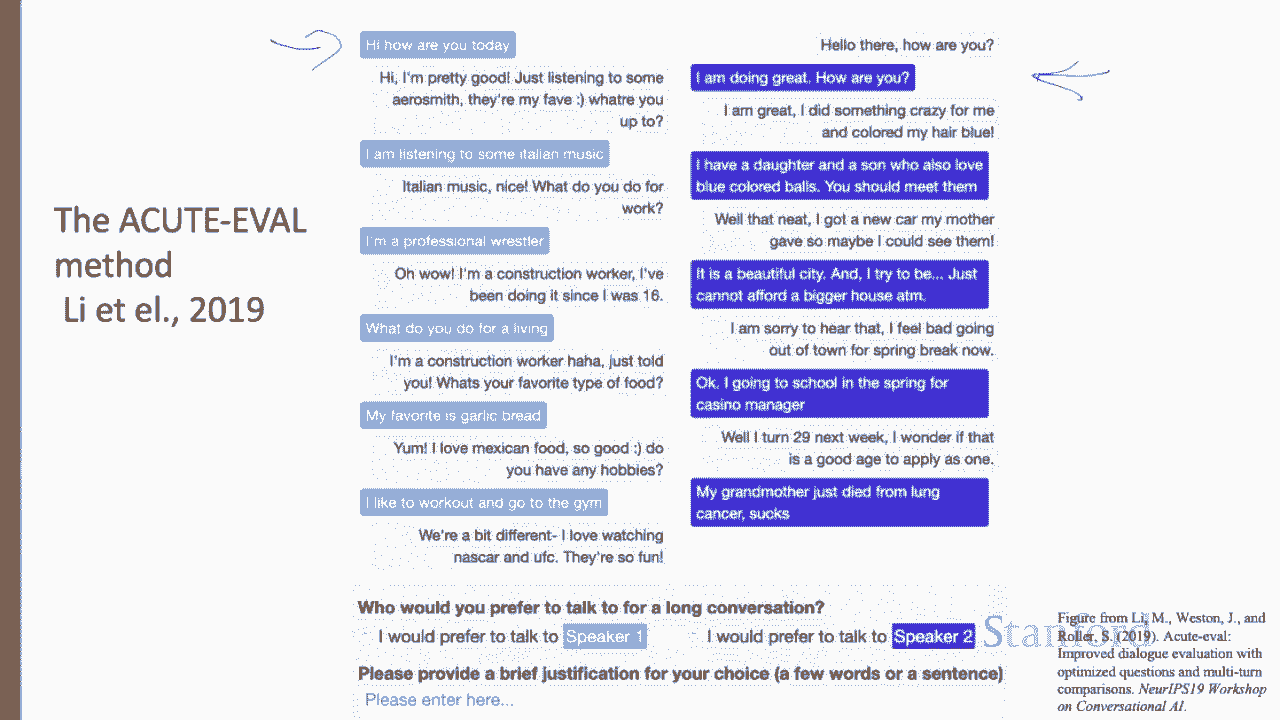 The ACUTE-EVAL
method
Li et el., 2019
Hi how are you today
Hi, I'm pretty good! Just listening to some
aerosmith, they're my fave :) whatre you
up to?
I am listening to some italian music
Italian music, nice! What do you do for
work?
I'm a professional wrestler
Oh wow! I'm a construction worker, I've
been doing it since I was 16.
What do you do for a living
I'm a construction worker haha, just told
you! Whats your favorite type of food?
My favorite is garlic bread
Yum! I love mexican food, so good :) do
you have any hobbies?
I like to workout and go to the gym
We're a bit different- I love watching
nascar and ufc. They're so fun!
Hello there, how are you?
I am doing great. How are you?
I am great, I did something crazy for me
and colored my hair blue!
I have a daughter and a son who also love
blue colored balls. You should meet them
Well that neat, I got a new car my mother
gave so maybe I could see them!
It is a beautiful city. And, I try to be... Just
cannot afford a bigger house atm.
I am sorry to hear that, I feel bad going
out of town for spring break now.
Ok. I going to school in the spring for
casino manager
Well I turn 29 next week, I wonder if that
is a good age to apply as one.
My grandmother just died from lung
cancer, sucks
Who would you prefer to talk to for a long conversation?
I would prefer to talk to Speaker 1
I would prefer to talk to Speaker 2
Please provide a brief justification for your choice (a few words or a sentence)
Please enter here...
Stanford
Figure from Li, M., Weston, J., and
Roller, S. (2019). Acute-eval:
Improved dialogue evaluation with
optimized questions and multi-turn
comparisons. NeurIPS19 Workshop
on Conversational AI.